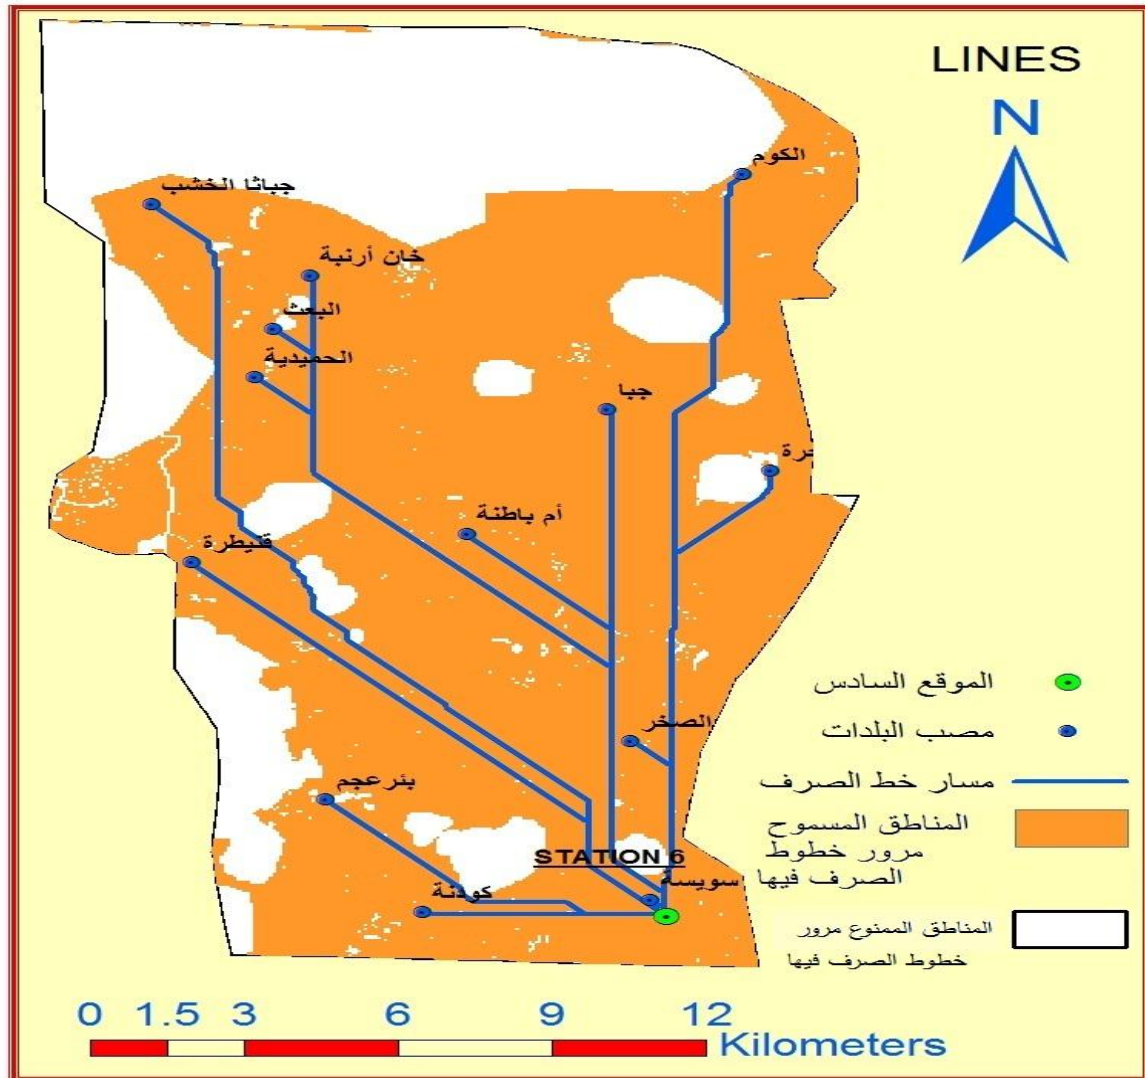 LINES
N
الكوم
جباثا الخشب
خان أرنبة
البعث
الحميدية
جبا
أم باطنة
قنيطرة
الصخر
بئرعجم
STATION 6
سويسة
كودنة
الموقع السادس
مصب البلدات
مسار خط الصرف
المناطق المسموح
مرور خطوط
الصرف فيها
المناطق الممنوع مرور
خطوط الصرف فيها
0 1.5 3 6 9 12
Kilometers